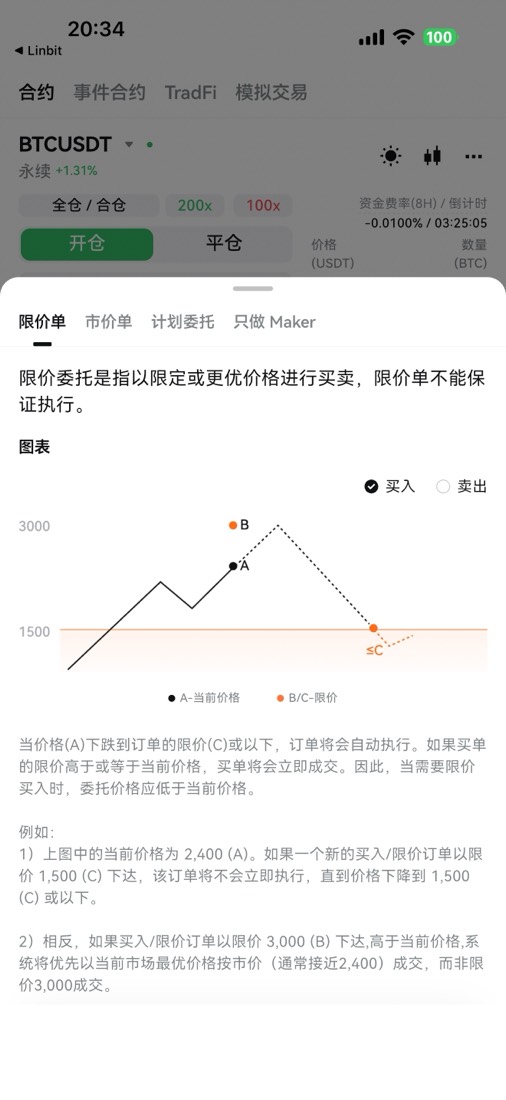 20:34
100
◀ Linbit
合约 事件合约 TradFi 模拟交易
BTCUSDT
永续 +1.31%
全仓 / 合仓 200x 100x
资金费率(8H) / 倒计时
-0.0100% / 03:25:05
开仓 平仓
价格 数量
(USDT) (BTC)
限价单 市价单 计划委托 只做 Maker
限价委托是指以限定或更优价格进行买卖，限价单不能保
证执行。
图表
买入 卖出
3000
B
A
1500
≤C
A-当前价格 B/C-限价
当价格(A)下跌到订单的限价(C)或以下，订单将会自动执行。如果买单
的限价高于或等于当前价格，买单将会立即成交。因此，当需要限价
买入时，委托价格应低于当前价格。
例如：
1）上图中的当前价格为 2,400 (A)。如果一个新的买入/限价订单以限
价 1,500 (C) 下达，该订单将不会立即执行，直到价格下降到 1,500
(C) 或以下。
2）相反，如果买入/限价订单以限价 3,000 (B) 下达,高于当前价格,系
统将优先以当前市场最优价格按市价（通常接近2,400）成交，而非限
价3,000成交。